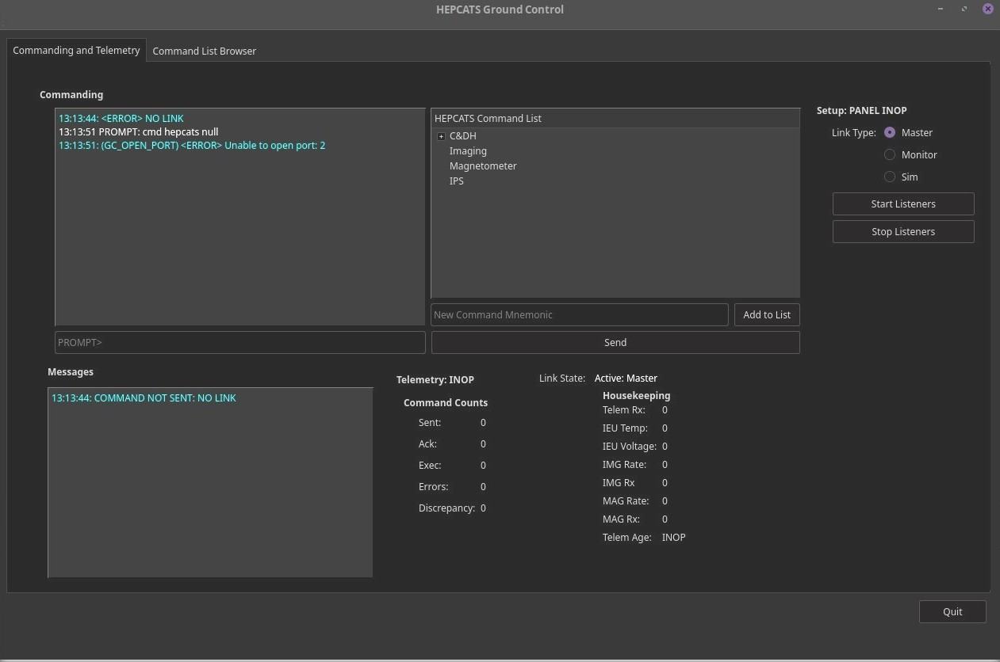 HEPCATS Ground Control
Commanding and Telemetry
Command List Browser
Commanding
13:13:44: <ERROR> NO LINK
13:13:51 PROMPT: cmd hepcats null
13:13:51: (GC_OPEN_PORT) <ERROR> Unable to open port: 2
PROMPT>
HEPCATS Command List
C&DH
Imaging
Magnetometer
IPS
New Command Mnemonic
Add to List
Send
Setup: PANEL INOP
Link Type:
Master
Monitor
Sim
Start Listeners
Stop Listeners
Messages
13:13:44: COMMAND NOT SENT: NO LINK
Telemetry: INOP
Command Counts
Sent: 0
Ack: 0
Exec: 0
Errors: 0
Discrepancy: 0
Link State: Active: Master
Housekeeping
Telem Rx: 0
IEU Temp: 0
IEU Voltage: 0
IMG Rate: 0
IMG Rx 0
MAG Rate: 0
MAG Rx: 0
Telem Age: INOP
Quit